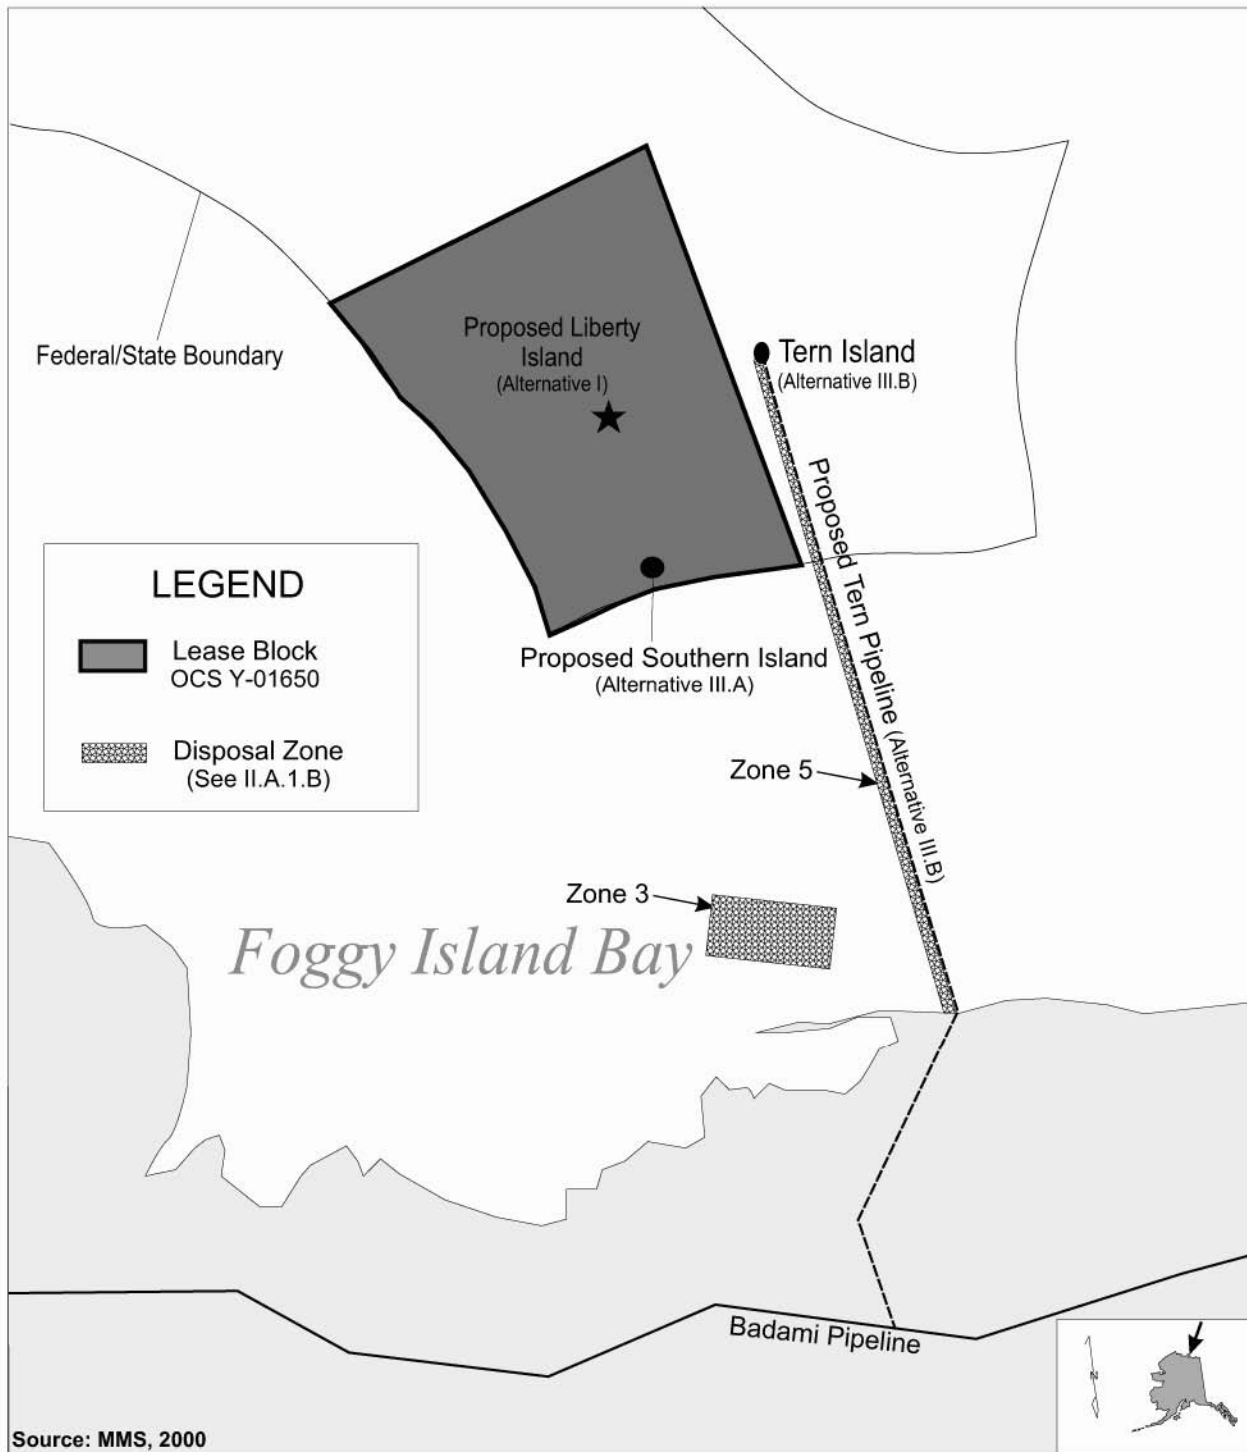 Proposed Liberty
Island
(Alternative I)
Federal/State Boundary
Tern Island
(Alternative III.B)
Proposed Tern Pipeline (Alternative III.B)
LEGEND
Lease Block
OCS Y-01650
Disposal Zone
(See II.A.1.B)
Proposed Southern Island
(Alternative III.A)
Zone 5
Zone 3
Foggy Island Bay
Badami Pipeline
N
Source: MMS, 2000